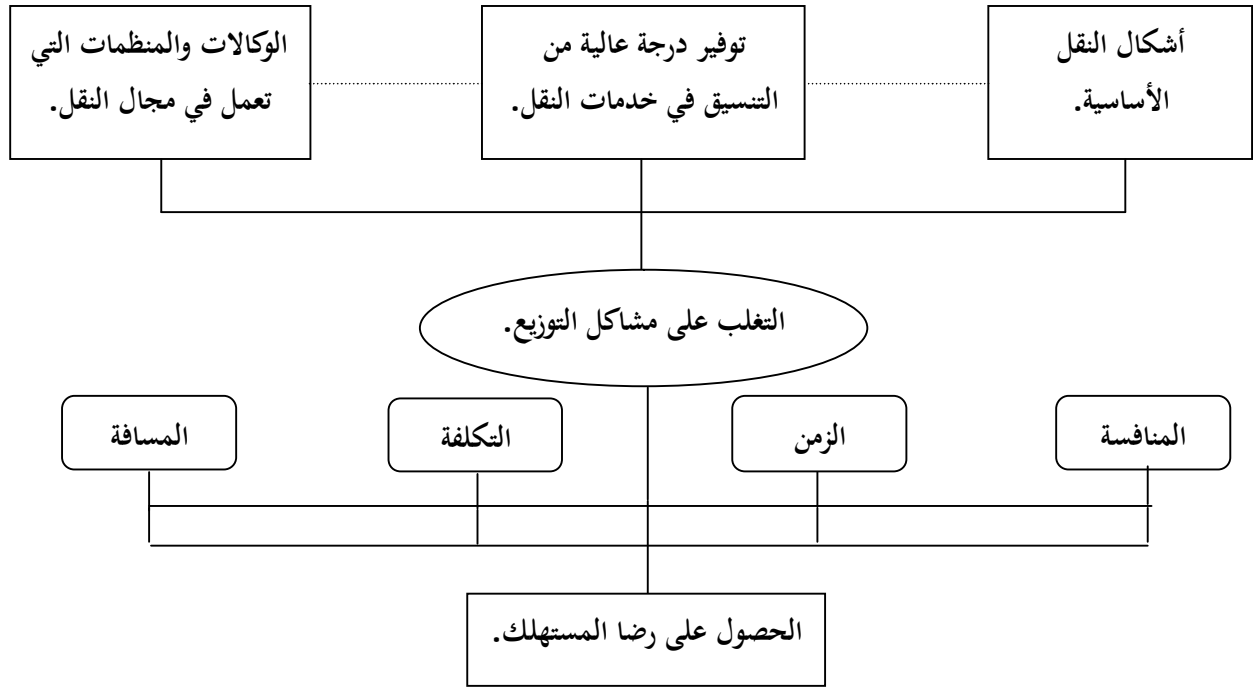 أشكال النقل
الأساسية.
توفير درجة عالية من
التنسيق في خدمات النقل.
الوكالات والمنظمات التي
تعمل في مجال النقل.
التغلب على مشاكل التوزيع.
المنافسة
الزمن
التكلفة
المسافة
الحصول على رضا المستهلك.